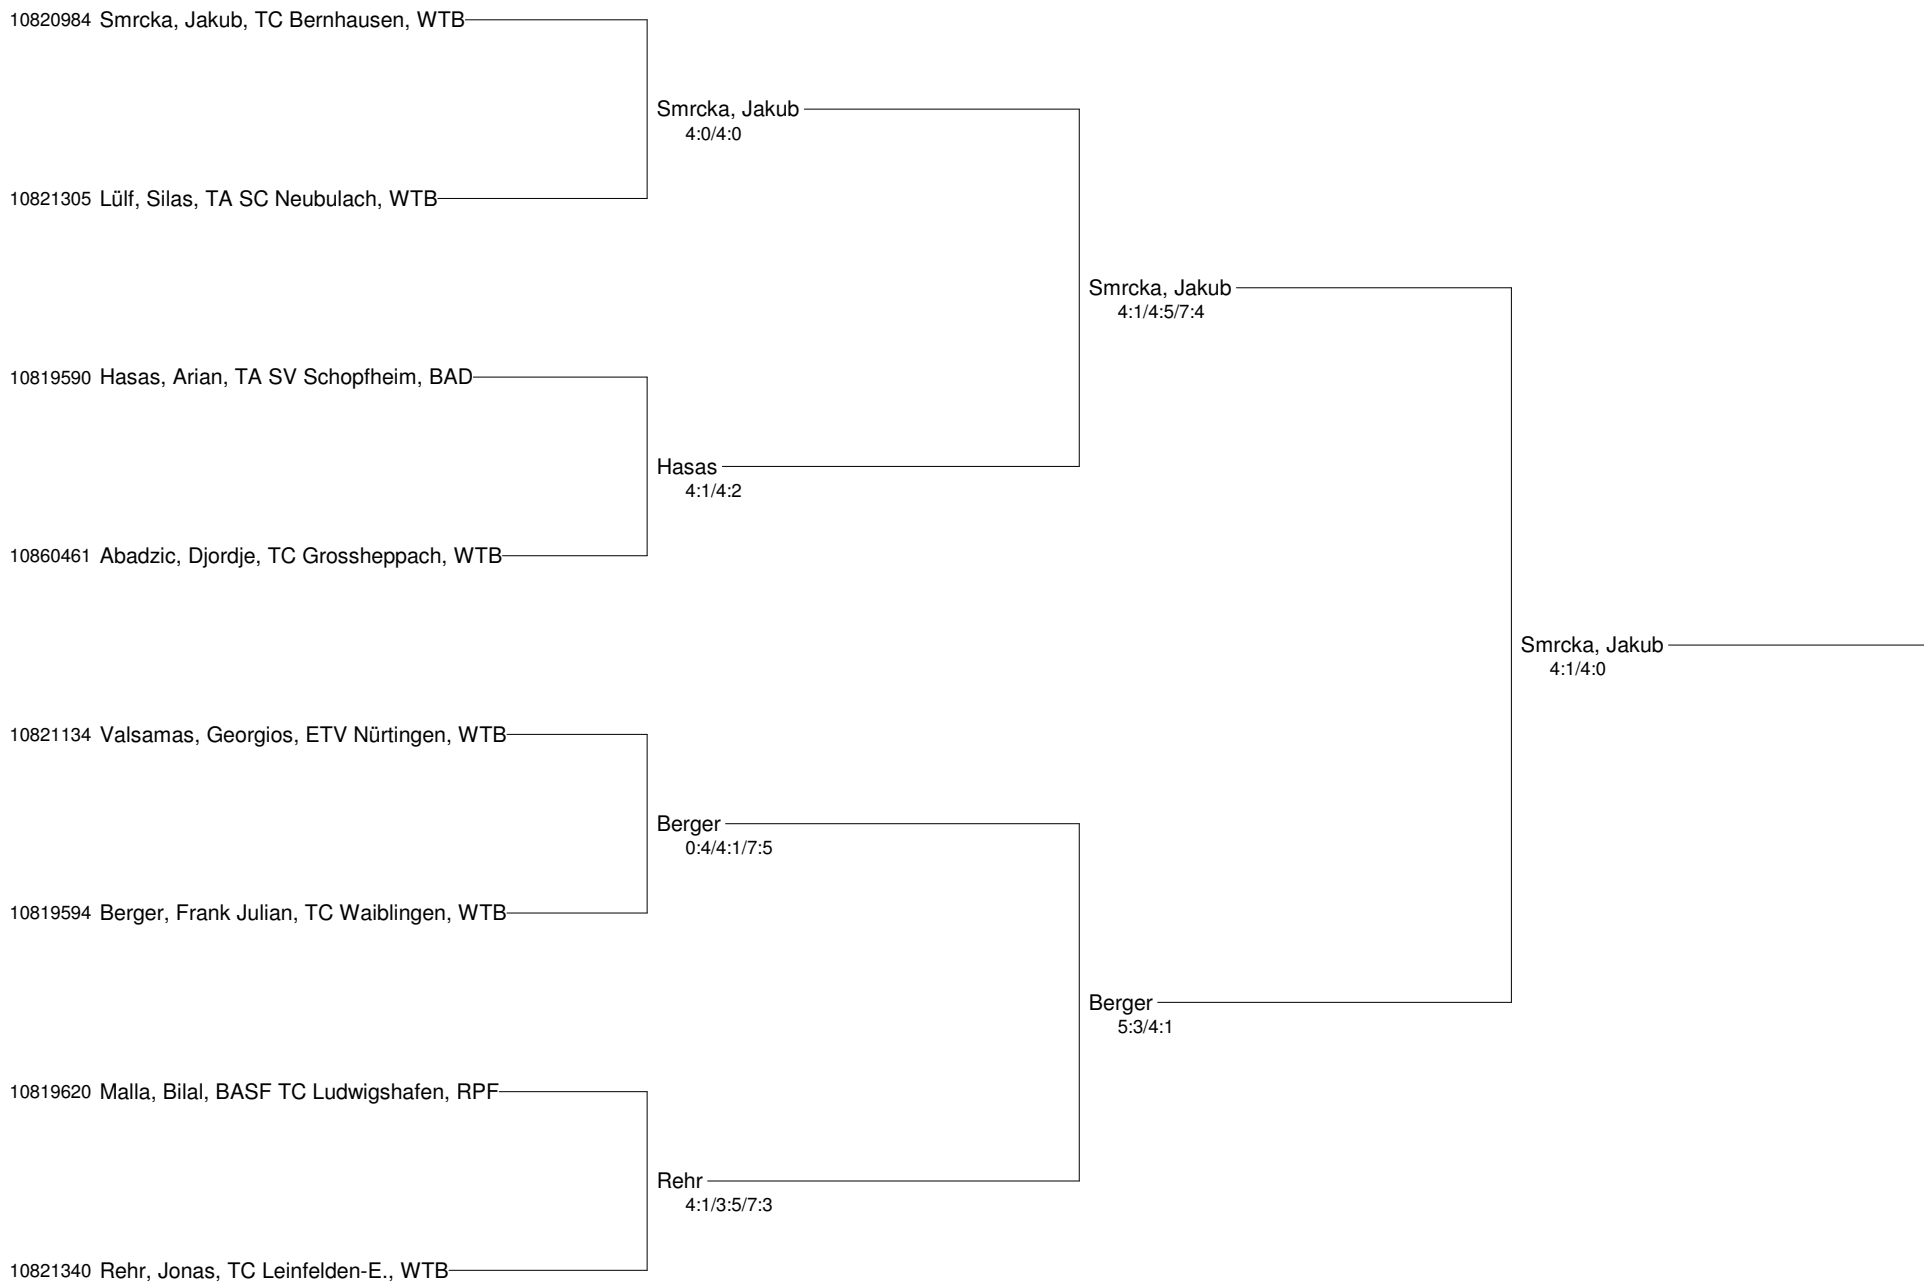 10820984 Smrcka, Jakub, TC Bernhausen, WTB
Smrcka, Jakub
4:0/4:0
10821305 Lülf, Silas, TA SC Neubulach, WTB
Smrcka, Jakub
4:1/4:5/7:4
10819590 Hasas, Arian, TA SV Schopfheim, BAD
Hasas
4:1/4:2
10860461 Abadzic, Djordje, TC Grossheppach, WTB
Smrcka, Jakub
4:1/4:0
10821134 Valsamas, Georgios, ETV Nürtingen, WTB
Berger
0:4/4:1/7:5
10819594 Berger, Frank Julian, TC Waiblingen, WTB
Berger
5:3/4:1
10819620 Malla, Bilal, BASF TC Ludwigshafen, RPF
Rehr
4:1/3:5/7:3
10821340 Rehr, Jonas, TC Leinfelden-E., WTB